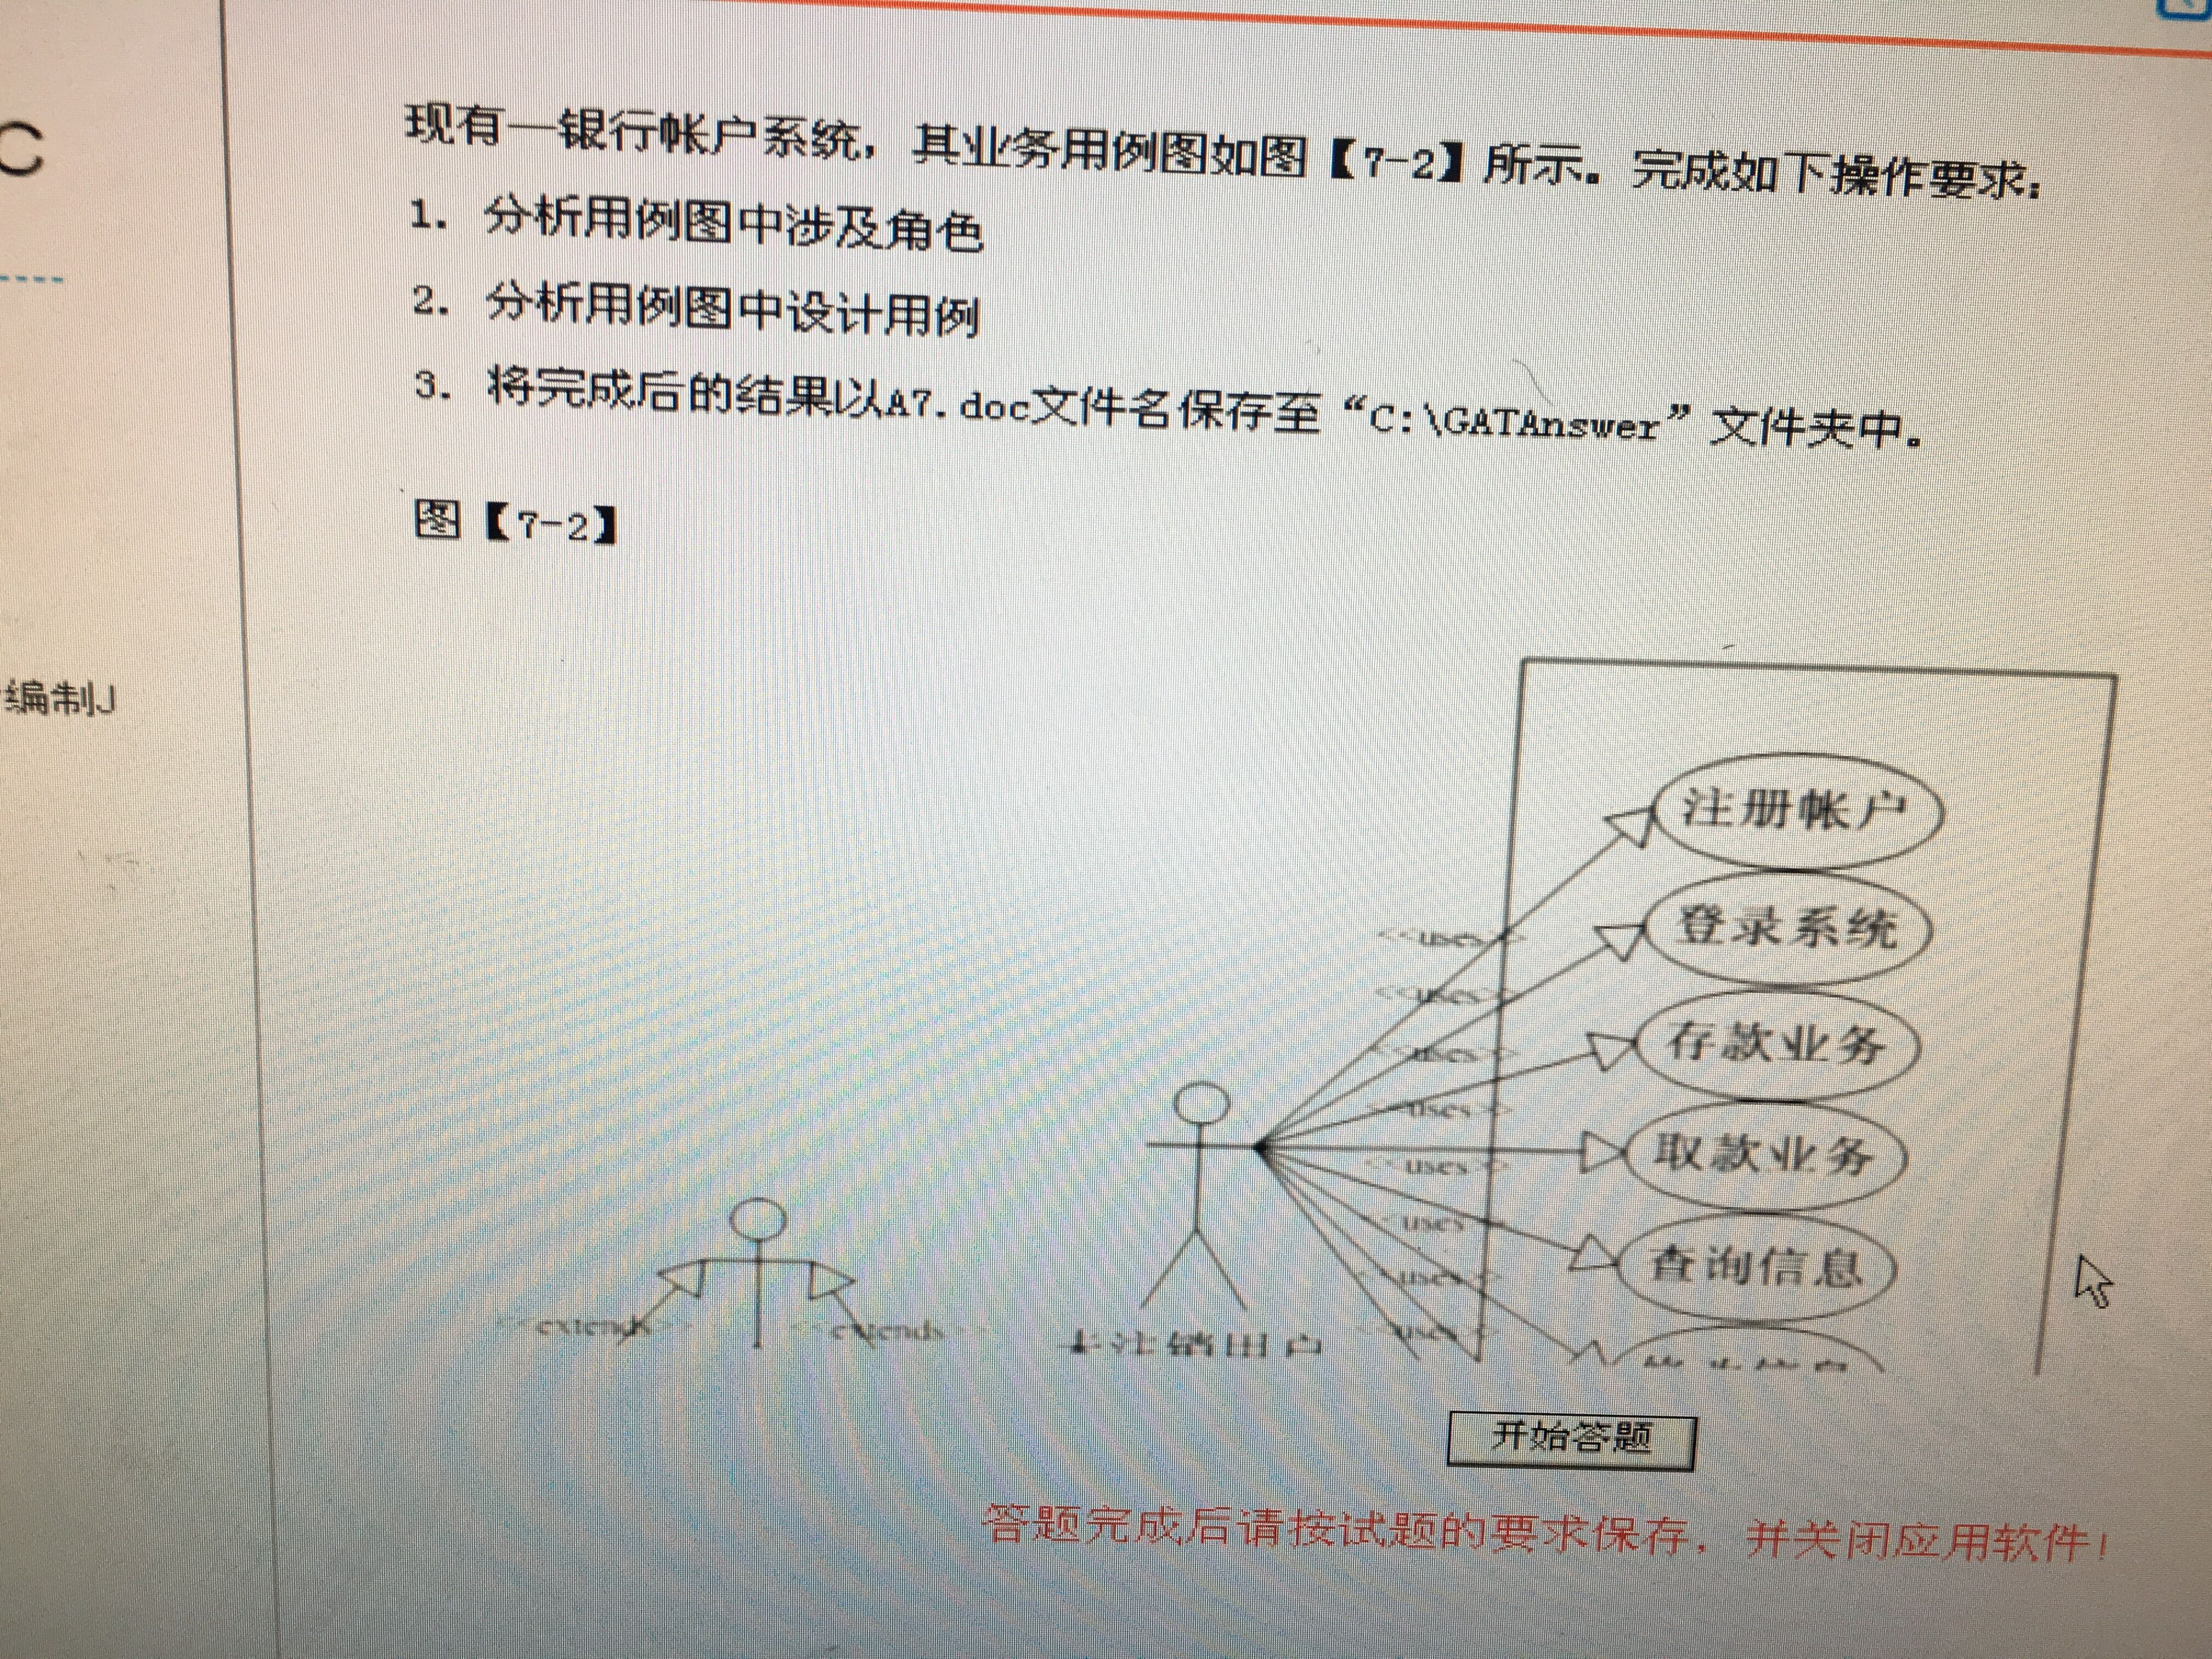 现有一银行帐户系统，其业务用例图如图【7-2】所示。完成如下操作要求：
C
1. 分析用例图中涉及角色
2. 分析用例图中设计用例
3. 将完成后的结果以A7.doc文件名保存至“C:\GATAnswer”文件夹中。
图【7-2】
编制J
注册帐户
登录系统
<<uses>>
<<uses>>
存款业务
<<uses>>
<<uses>>
取款业务
<<uses>>
<<uses>>
查询信息
<<uses>>
<<uses>>
<<extends>>
<<extends>>
未注销用户
开始答题
答题完成后请按试题的要求保存，并关闭应用软件！